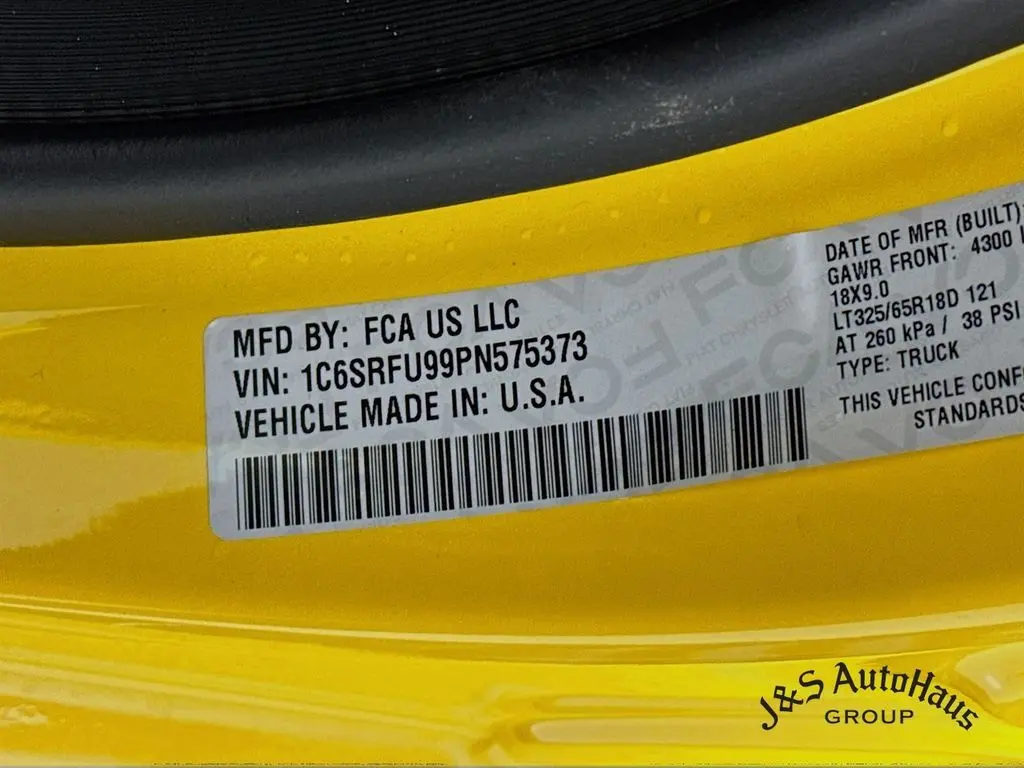 MFD BY: FCA US LLC
VIN: 1C6SRFU99PN575373
VEHICLE MADE IN: U.S.A.
DATE OF MFR (BUILT):
GAWR FRONT: 4300
18X9.0
LT325/65R18D 121
AT 260 kPa / 38 PSI
TYPE: TRUCK
THIS VEHICLE
STANDARDS
J&S AutoHaus
GROUP